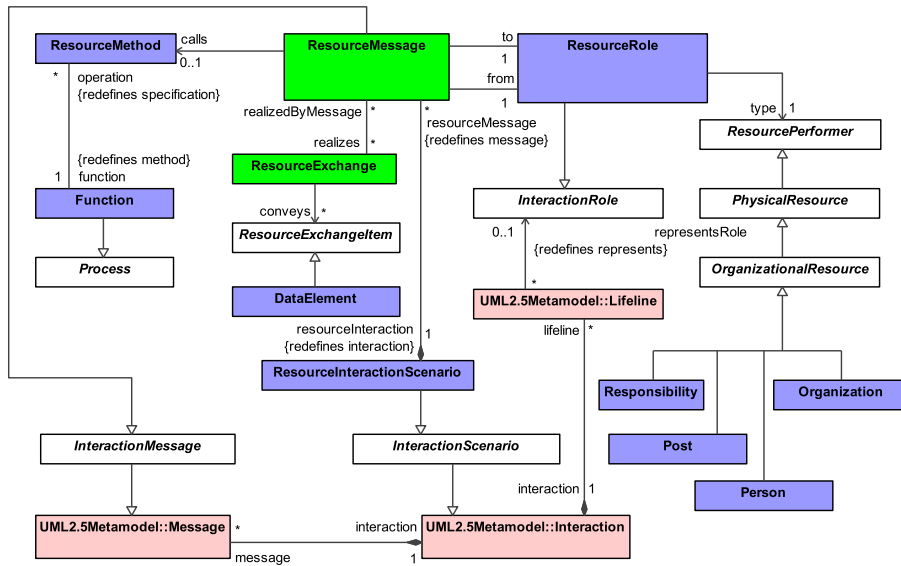 ResourceMethod
calls
0..1
ResourceMessage
to
1
from
1
ResourceRole
*
operation
{redefines specification}
realizedByMessage
*
*
resourceMessage
{redefines message}
type
1
ResourcePerformer
realizes
*
{redefines method}
1
function
ResourceExchange
Function
InteractionRole
PhysicalResource
conveys
*
0..1
representsRole
{redefines represents}
ResourceExchangeItem
Process
OrganizationalResource
*
DataElement
UML2.5Metamodel::Lifeline
resourceInteraction
1
{redefines interaction}
lifeline
*
ResourceInteractionScenario
Responsibility
Organization
InteractionMessage
InteractionScenario
Post
Person
interaction
1
UML2.5Metamodel::Message
*
message
interaction
1
UML2.5Metamodel::Interaction